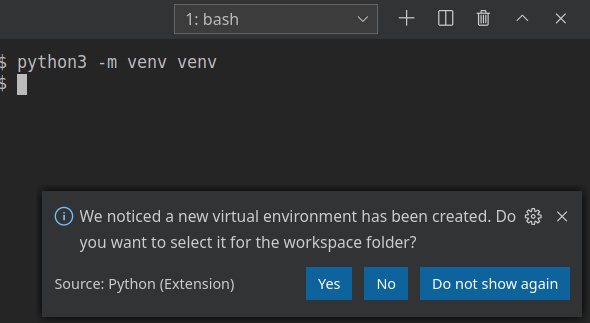 1: bash
$ python3 -m venv venv
$
We noticed a new virtual environment has been created. Do
you want to select it for the workspace folder?
Source: Python (Extension)
Yes
No
Do not show again